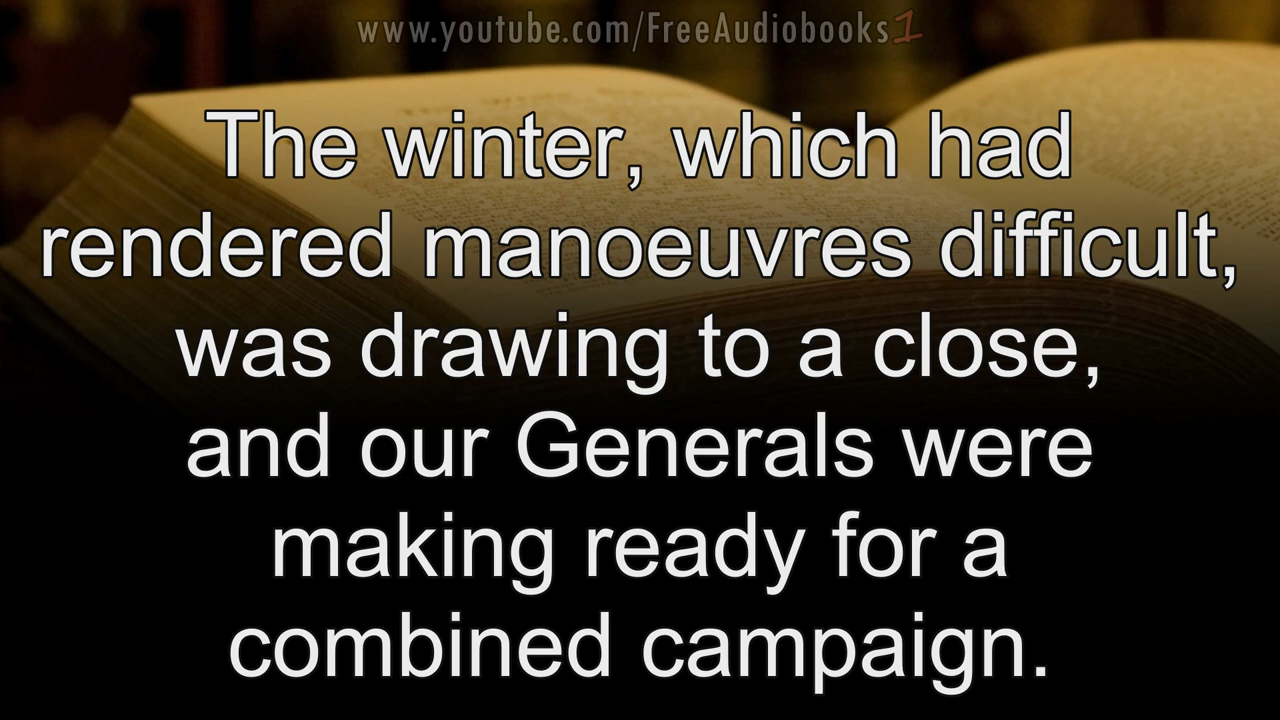 www.youtube.com/FreeAudiobooks1
The winter, which had
rendered manoeuvres difficult,
was drawing to a close,
and our Generals were
making ready for a
combined campaign.